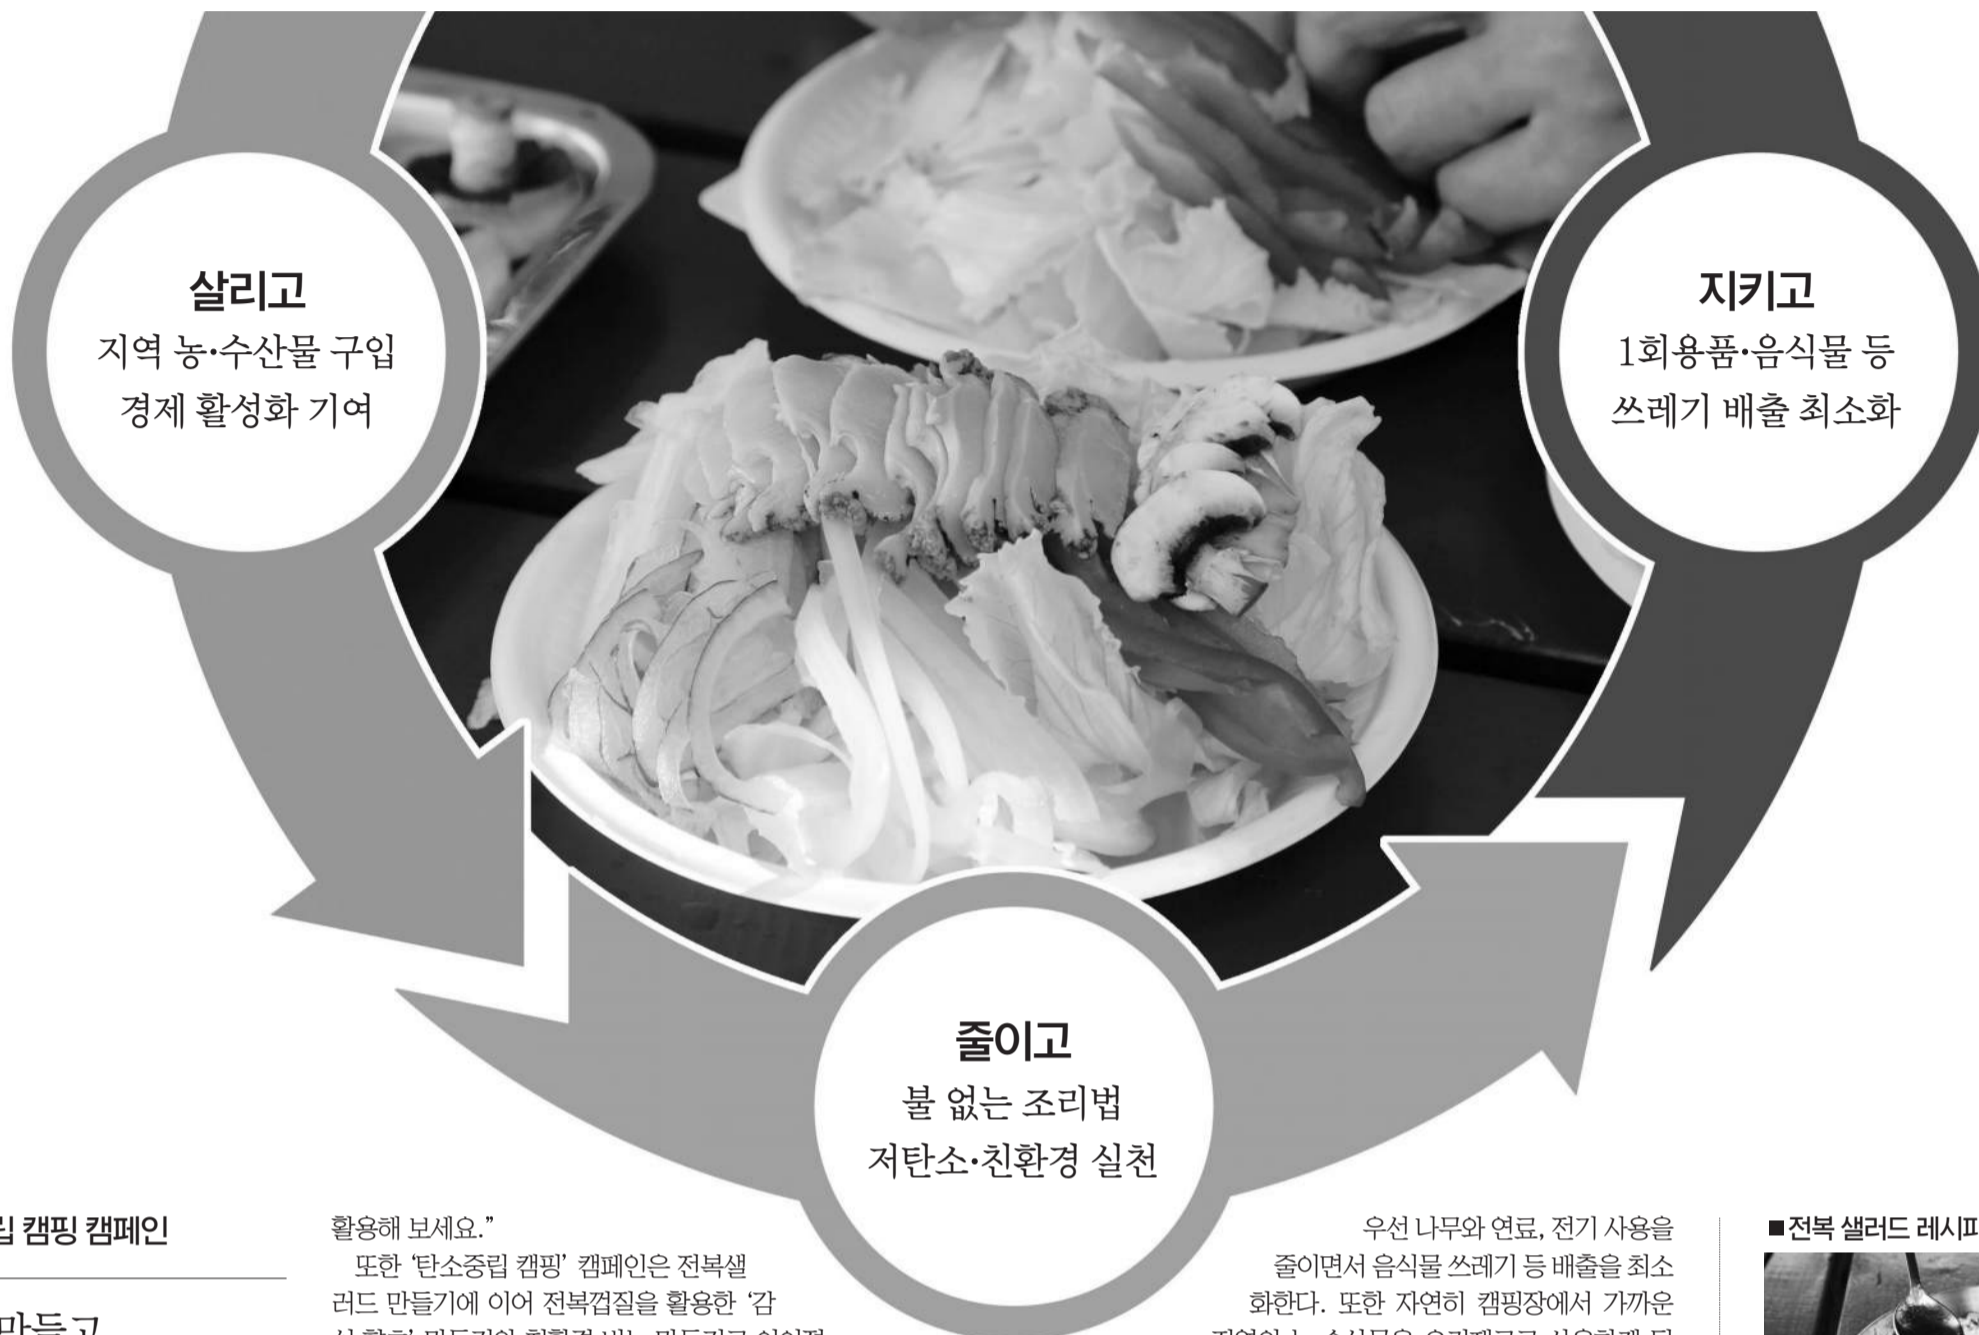 살리고
지역 농·수산물 구입
경제 활성화 기여
지키고
1회용품·음식물 등
쓰레기 배출 최소화
줄이고
불 없는 조리법
저탄소·친환경 실천
캠핑 캠페인
만들고
활용해 보세요.”
또한 ‘탄소중립 캠핑’ 캠페인은 전복샐
러드 만들기에 이어 전복껍질을 활용한 ‘감
우선 나무와 연료, 전기 사용을
줄이면서 음식물 쓰레기 등 배출을 최소
화한다. 또한 자연히 캠핑장에서 가까운
■전복 샐러드 레시피